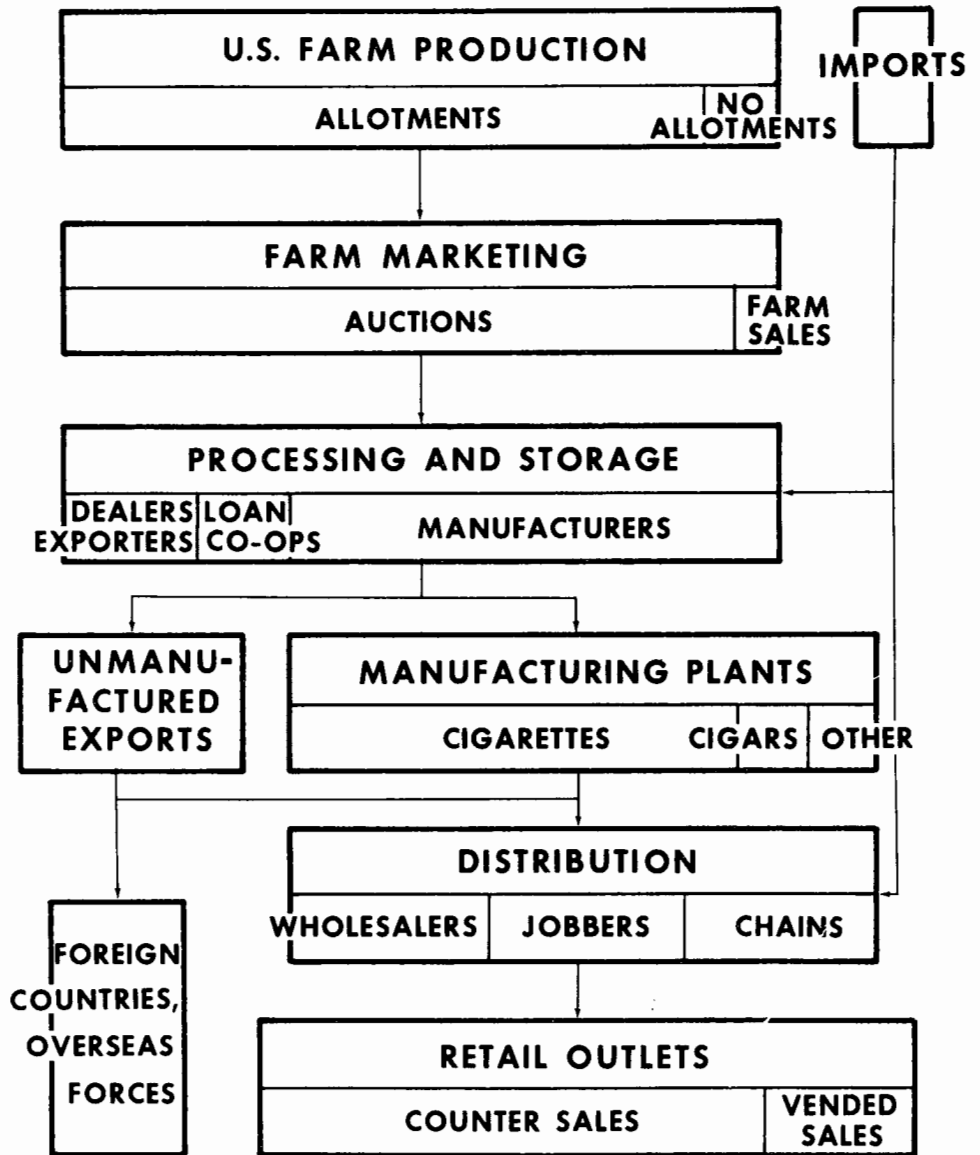 U.S. FARM PRODUCTION
IMPORTS
ALLOTMENTS
NO
ALLOTMENTS
FARM MARKETING
AUCTIONS
FARM
SALES
PROCESSING AND STORAGE
DEALERS
EXPORTERS
LOAN
CO-OPS
MANUFACTURERS
UNMANU-
FACTURED
EXPORTS
MANUFACTURING PLANTS
CIGARETTES
CIGARS
OTHER
DISTRIBUTION
WHOLESALERS
JOBBERS
CHAINS
FOREIGN
COUNTRIES,
OVERSEAS
FORCES
RETAIL OUTLETS
COUNTER SALES
VENDED
SALES